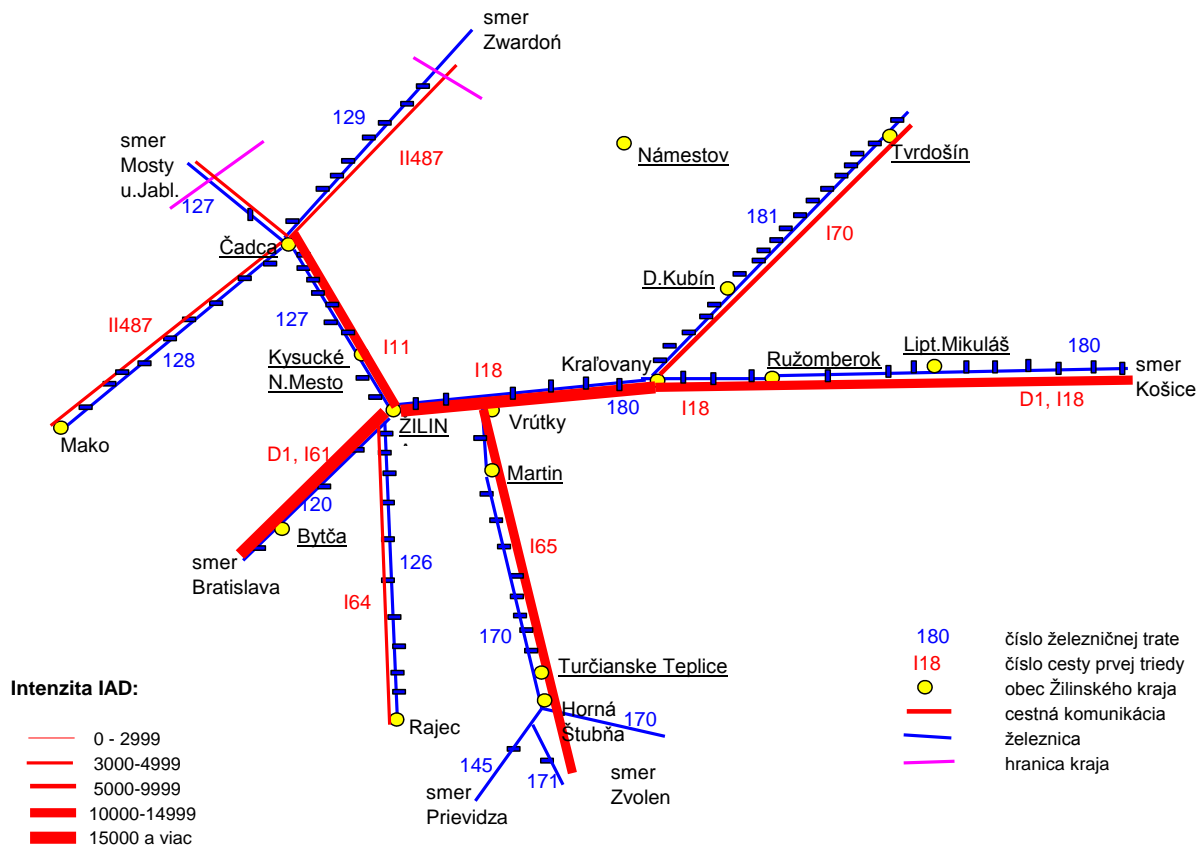 smer
Zwardoń
129
II487
smer
Mosty
u.Jabl.
127
Čadca
Námestov
Tvrdošín
181
I70
D.Kubín
II487
128
127
I11
Kysucké
N.Mesto
I18
Kraľovany
Ružomberok
Lipt.Mikuláš
180
smer
Košice
180
I18
D1, I18
Mako
ŽILIN
Vrútky
D1, I61
120
Bytča
Martin
smer
Bratislava
126
I65
I64
170
Turčianske Teplice
Rajec
Horná
Štubňa
170
145
171
smer
Prievidza
smer
Zvolen
Intenzita IAD:
0 - 2999
3000-4999
5000-9999
10000-14999
15000 a viac
180 číslo železničnej trate
I18 číslo cesty prvej triedy
obec Žilinského kraja
cestná komunikácia
železnica
hranica kraja